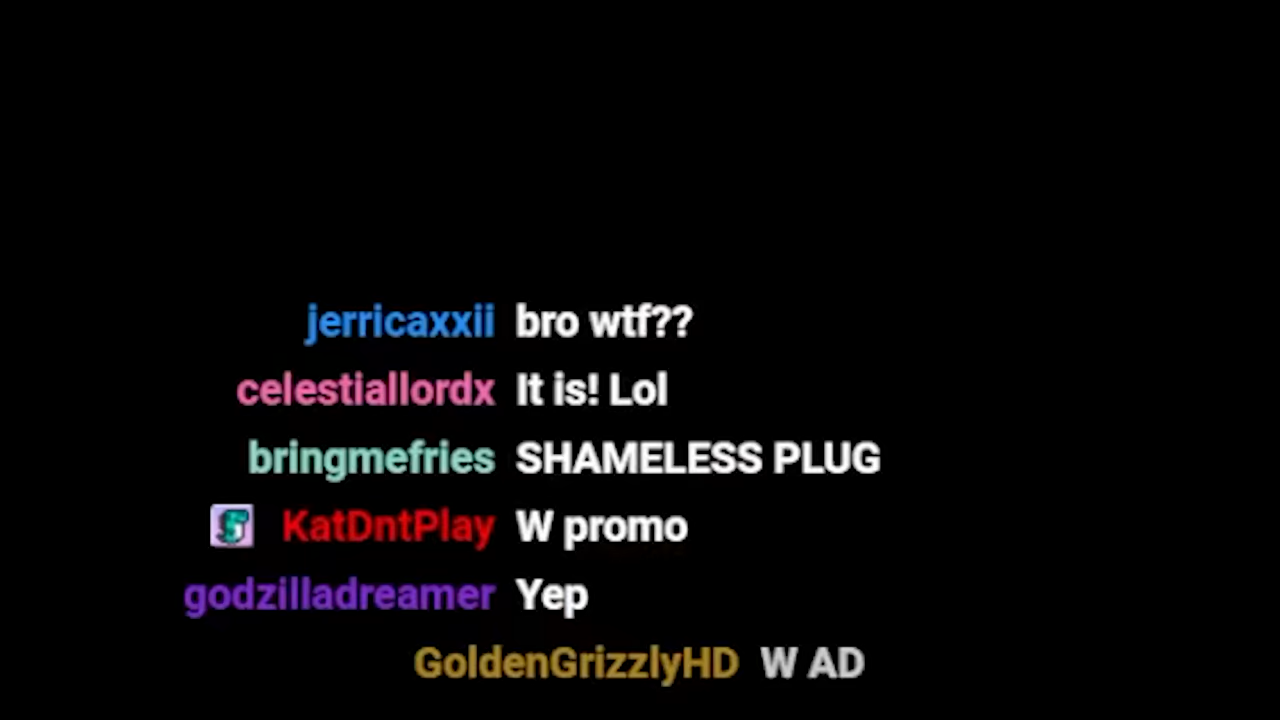 jerricaxxii bro wtf??
celestiallordx It is! Lol
bringmefries SHAMELESS PLUG
KatDntPlay W promo
godzilladreamer Yep
GoldenGrizzlyHD W AD